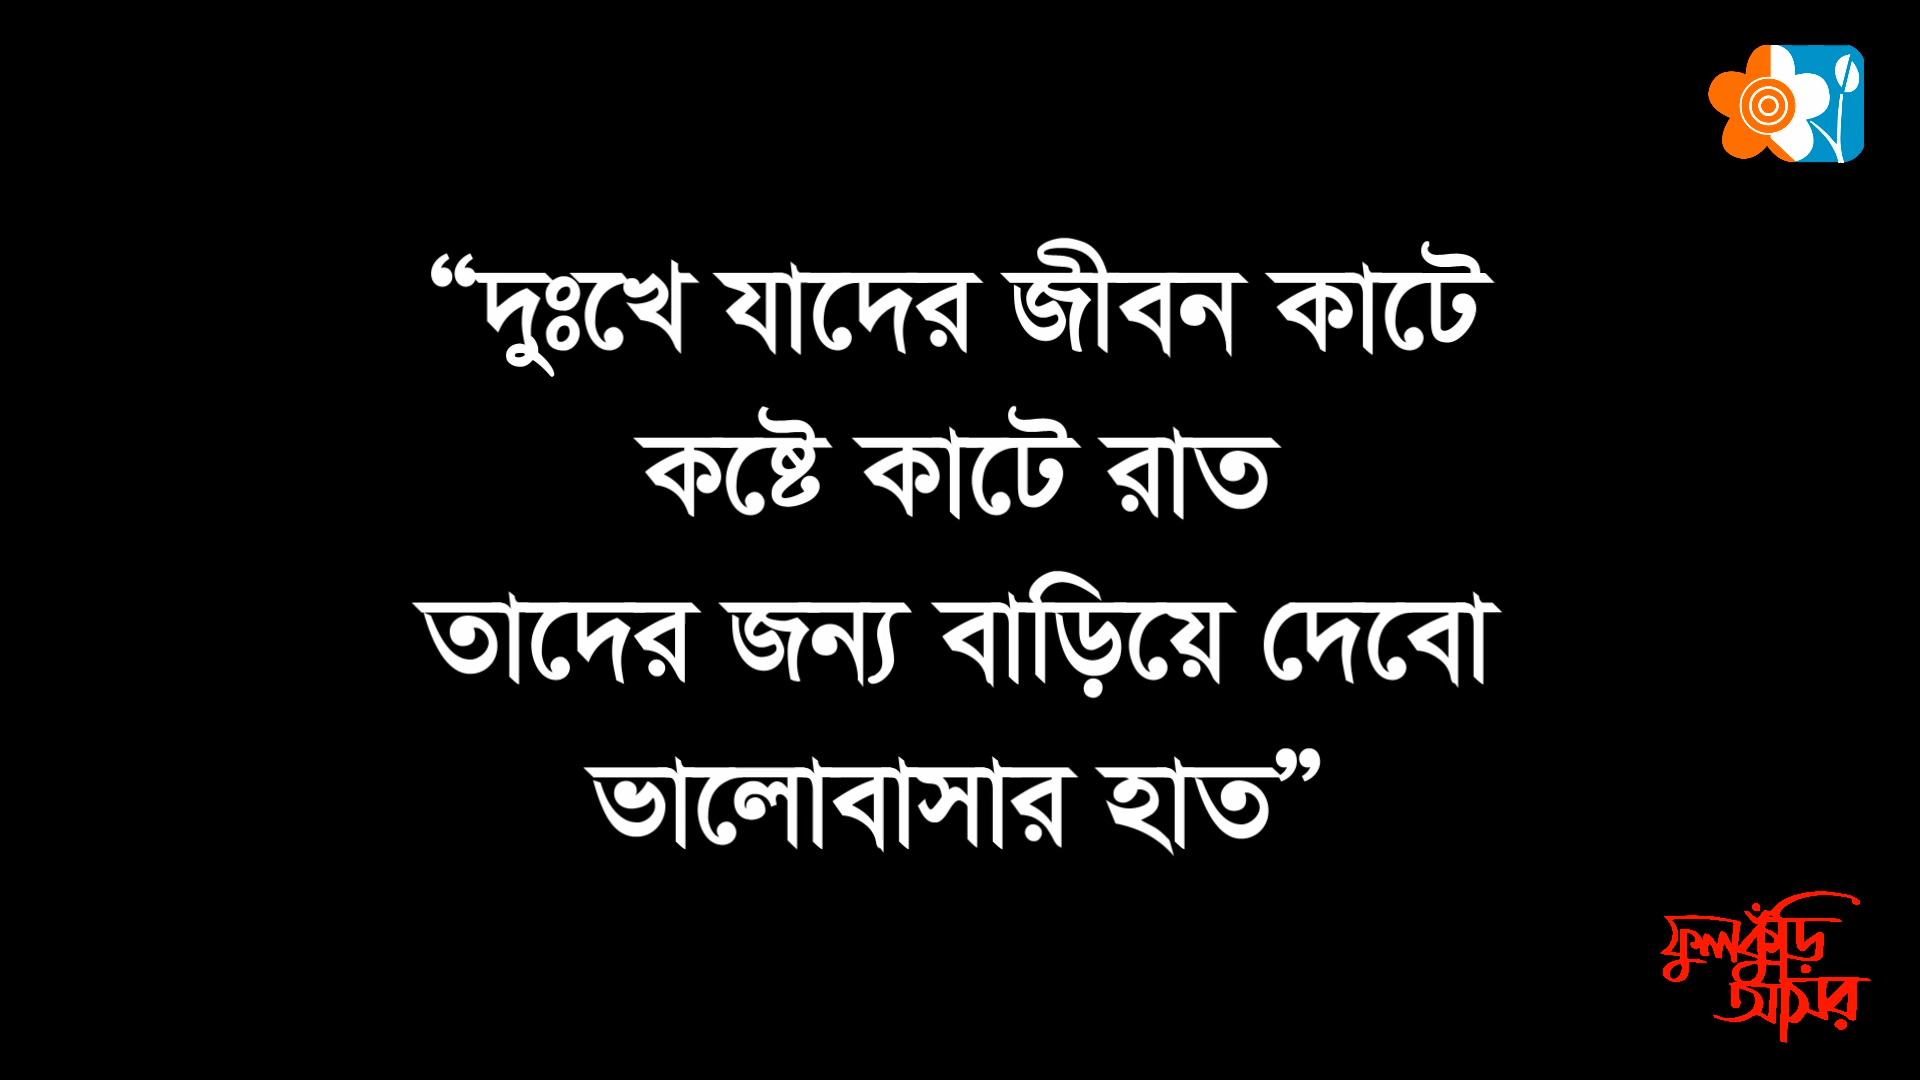 “দুঃখে যাদের জীবন কাটে
কষ্টে কাটে রাত
তাদের জন্য বাড়িয়ে দেবো
ভালোবাসার হাত”
ফুলকুঁড়ি
আসর